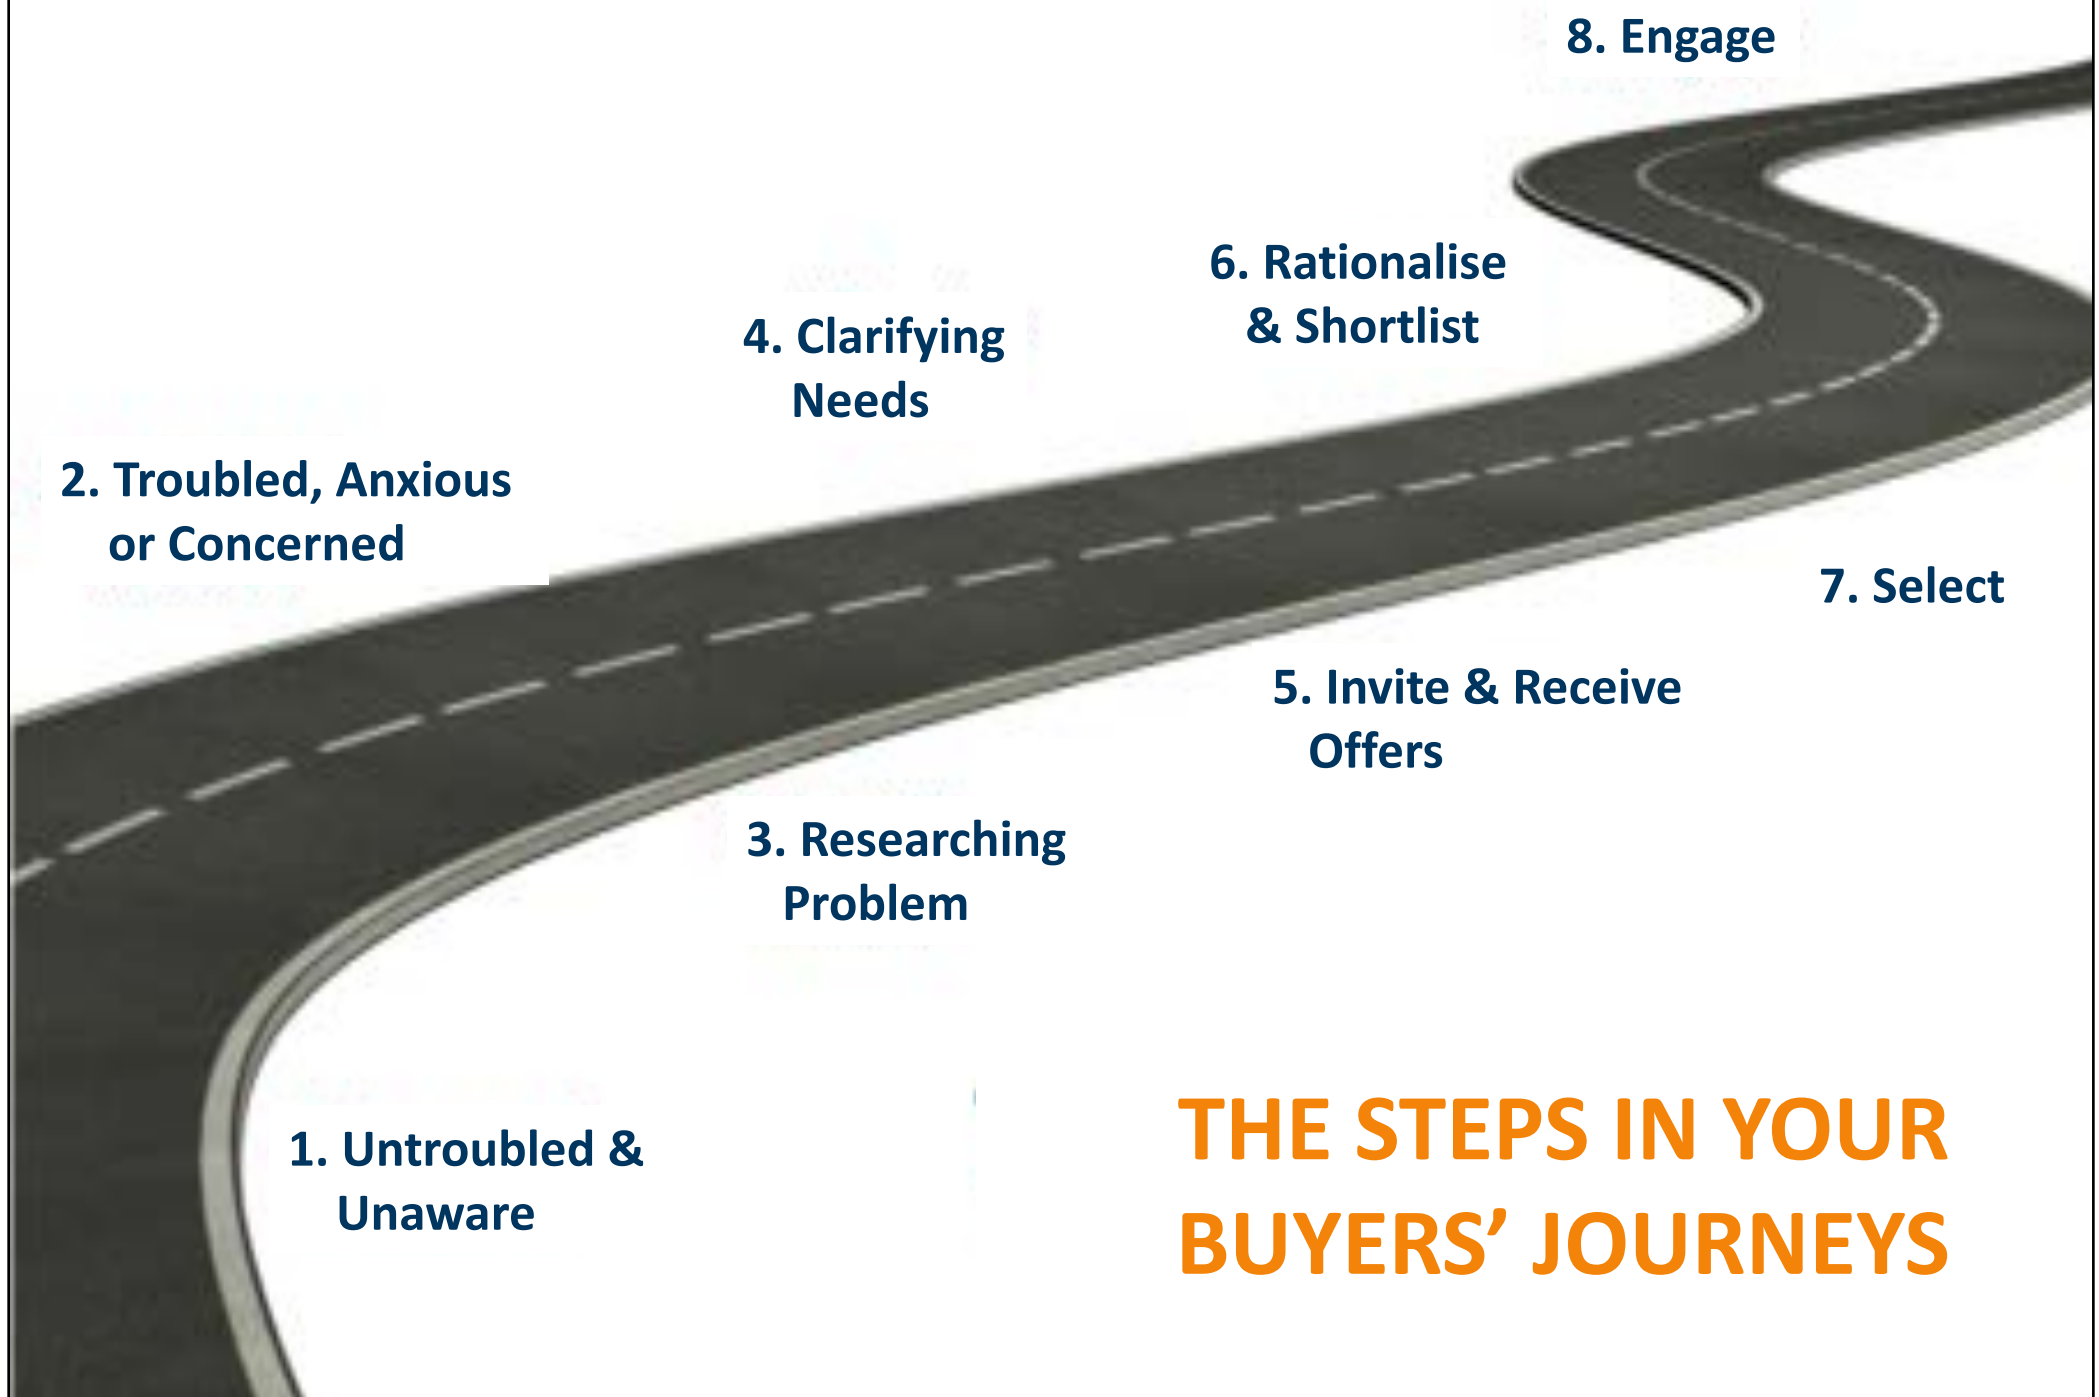 8. Engage
6. Rationalise
& Shortlist
4. Clarifying
Needs
2. Troubled, Anxious
or Concerned
7. Select
5. Invite & Receive
Offers
3. Researching
Problem
1. Untroubled &
Unaware
THE STEPS IN YOUR
BUYERS’ JOURNEYS